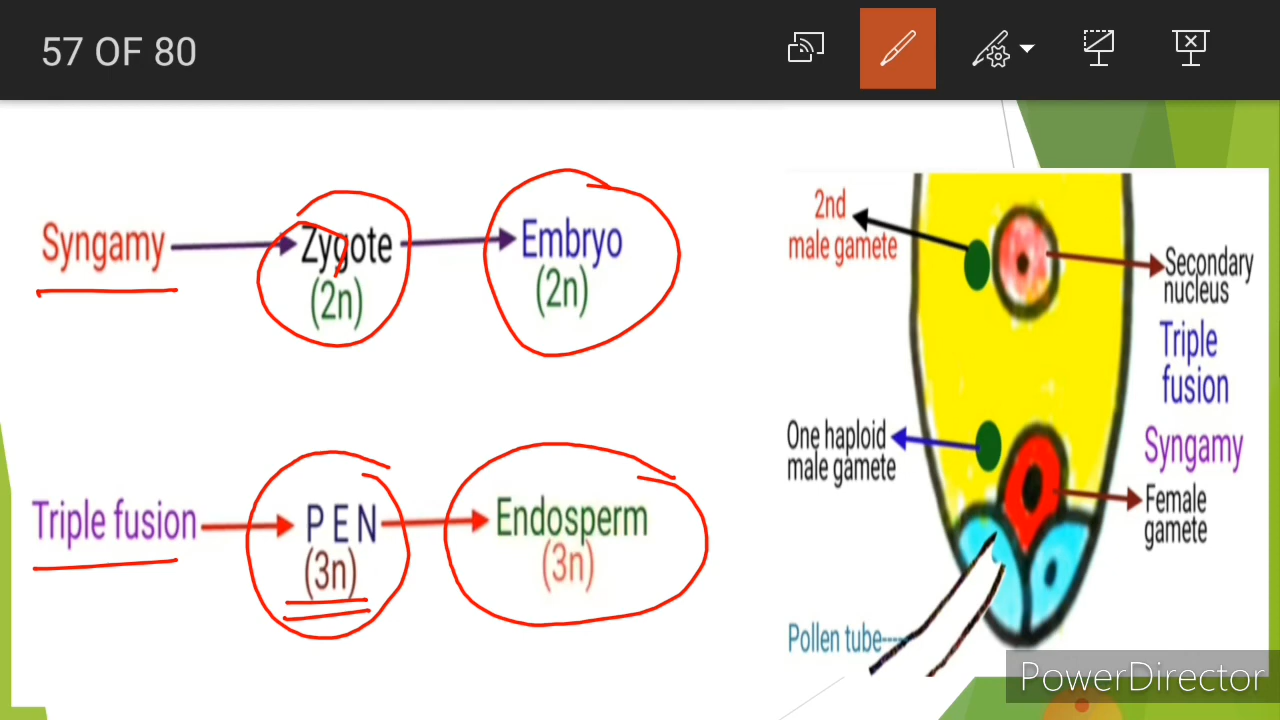 57 OF 80
Syngamy
Zygote
(2n)
Embryo
(2n)
Triple fusion
P E N
(3n)
Endosperm
(3n)
2nd
male gamete
Secondary
nucleus
Triple
fusion
One haploid
male gamete
Syngamy
Female
gamete
Pollen tube
PowerDirector